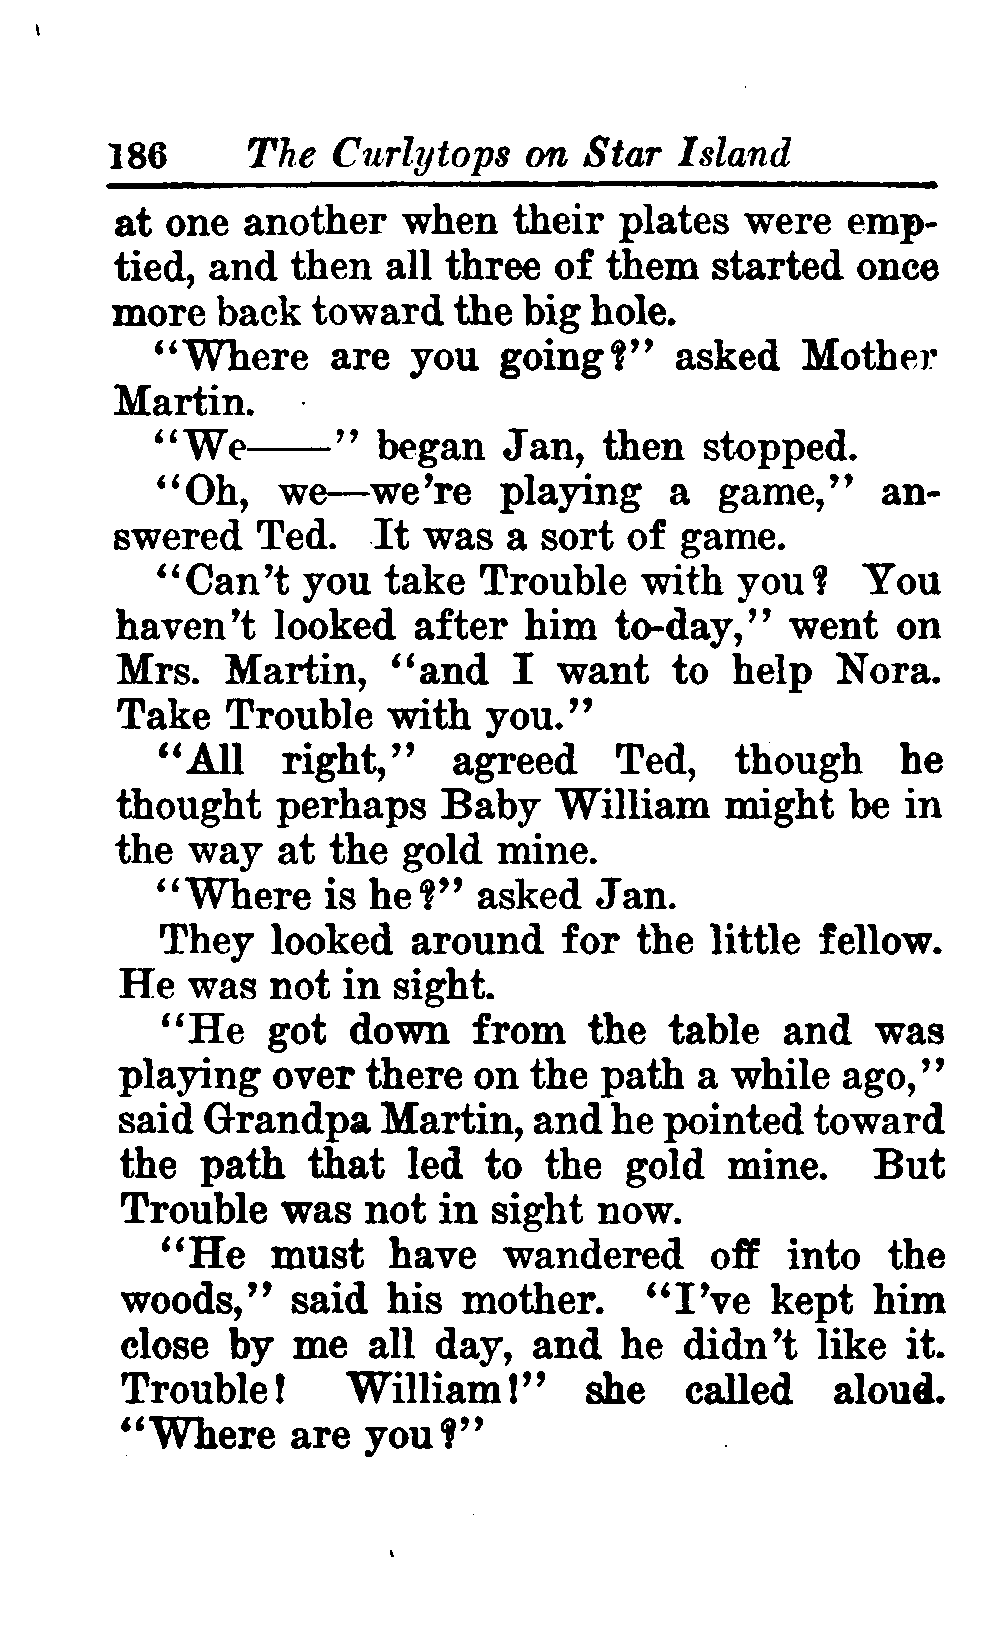 186 The Curlytops on Star Island
at one another when their plates were emp-
tied, and then all three of them started once
more back toward the big hole.
“Where are you going?” asked Mother
Martin.
“We——” began Jan, then stopped.
“Oh, we—we’re playing a game,” an-
swered Ted. It was a sort of game.
“Can’t you take Trouble with you? You
haven’t looked after him to-day,” went on
Mrs. Martin, “and I want to help Nora.
Take Trouble with you.”
“All right,” agreed Ted, though he
thought perhaps Baby William might be in
the way at the gold mine.
“Where is he?” asked Jan.
They looked around for the little fellow.
He was not in sight.
“He got down from the table and was
playing over there on the path a while ago,”
said Grandpa Martin, and he pointed toward
the path that led to the gold mine. But
Trouble was not in sight now.
“He must have wandered off into the
woods,” said his mother. “I’ve kept him
close by me all day, and he didn’t like it.
Trouble! William!” she called aloud.
“Where are you?”